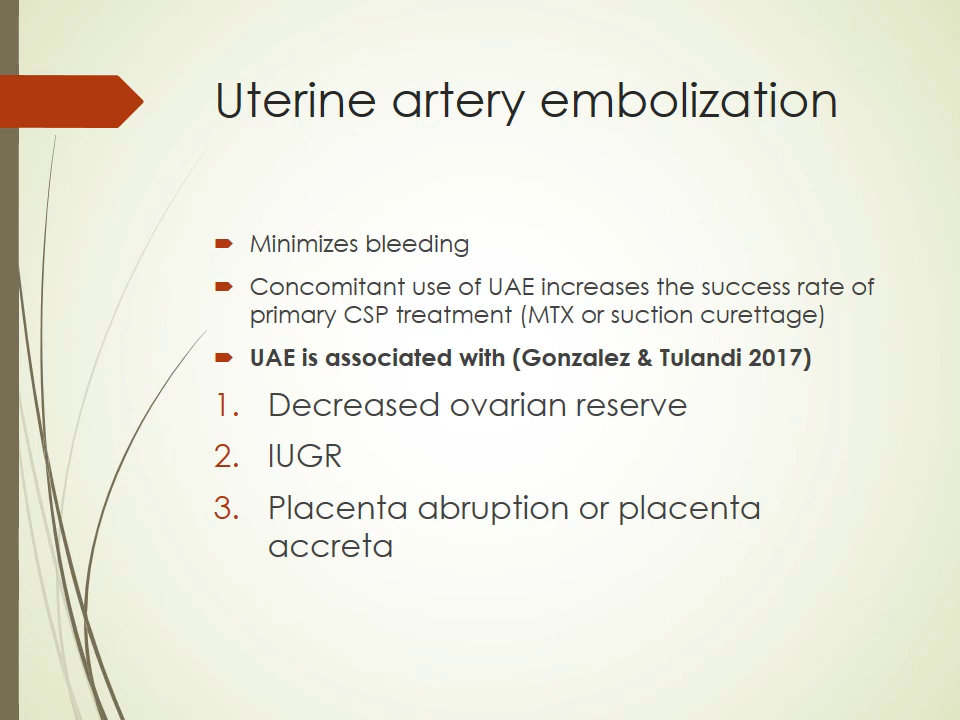 Uterine artery embolization
Minimizes bleeding
Concomitant use of UAE increases the success rate of
primary CSP treatment (MTX or suction curettage)
UAE is associated with (Gonzalez & Tulandi 2017)
1. Decreased ovarian reserve
2. IUGR
3. Placenta abruption or placenta
accreta